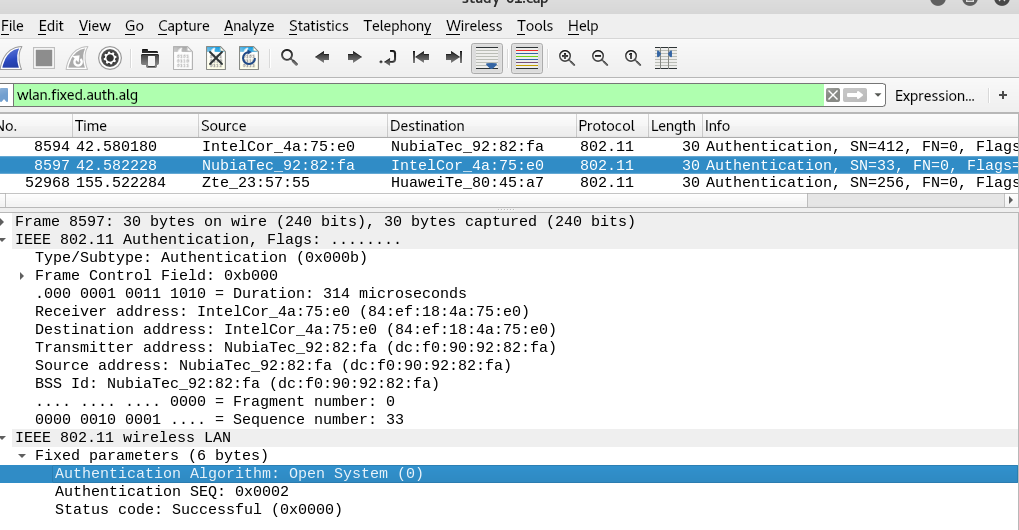 study-01.cap
File Edit View Go Capture Analyze Statistics Telephony Wireless Tools Help
wlan.fixed.auth.alg Expression... +
No. Time Source Destination Protocol Length Info
8594 42.580180 IntelCor_4a:75:e0 NubiaTec_92:82:fa 802.11 30 Authentication, SN=412, FN=0, Flags
8597 42.582228 NubiaTec_92:82:fa IntelCor_4a:75:e0 802.11 30 Authentication, SN=33, FN=0, Flags=
52968 155.522284 Zte_23:57:55 HuaweiTe_80:45:a7 802.11 30 Authentication, SN=256, FN=0, Flags
Frame 8597: 30 bytes on wire (240 bits), 30 bytes captured (240 bits)
IEEE 802.11 Authentication, Flags: ........
Type/Subtype: Authentication (0x000b)
Frame Control Field: 0xb000
.000 0001 0011 1010 = Duration: 314 microseconds
Receiver address: IntelCor_4a:75:e0 (84:ef:18:4a:75:e0)
Destination address: IntelCor_4a:75:e0 (84:ef:18:4a:75:e0)
Transmitter address: NubiaTec_92:82:fa (dc:f0:90:92:82:fa)
Source address: NubiaTec_92:82:fa (dc:f0:90:92:82:fa)
BSS Id: NubiaTec_92:82:fa (dc:f0:90:92:82:fa)
.... .... .... 0000 = Fragment number: 0
0000 0010 0001 .... = Sequence number: 33
IEEE 802.11 wireless LAN
Fixed parameters (6 bytes)
Authentication Algorithm: Open System (0)
Authentication SEQ: 0x0002
Status code: Successful (0x0000)